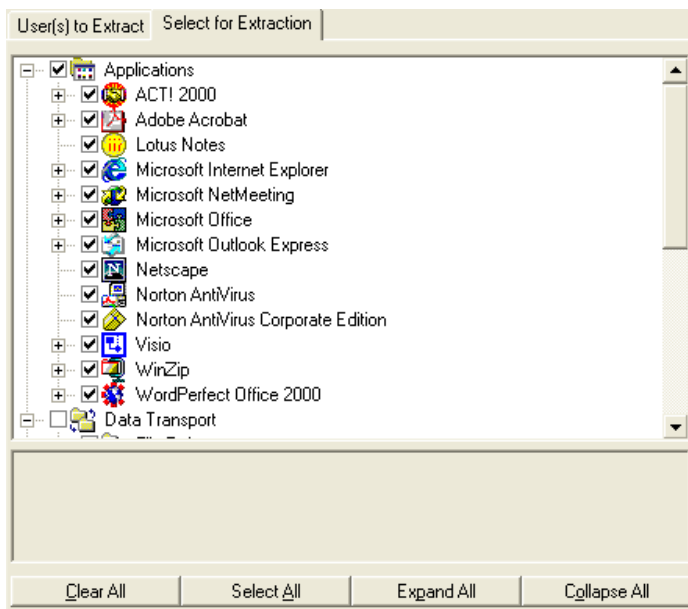 User(s) to Extract Select for Extraction
Applications
ACT! 2000
Adobe Acrobat
Lotus Notes
Microsoft Internet Explorer
Microsoft NetMeeting
Microsoft Office
Microsoft Outlook Express
Netscape
Norton AntiVirus
Norton AntiVirus Corporate Edition
Visio
WinZip
WordPerfect Office 2000
Data Transport
Clear All Select All Expand All Collapse All